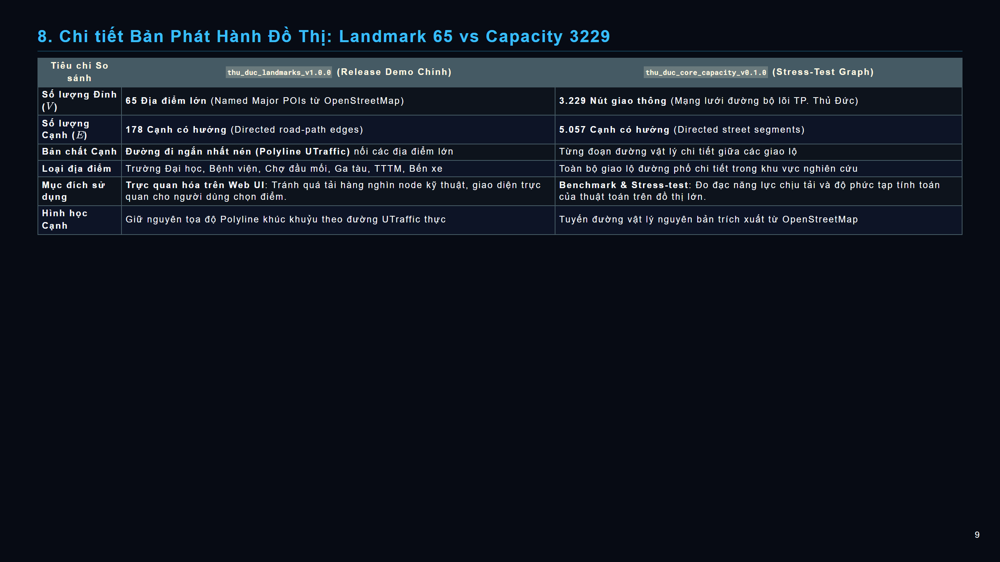 8. Chi tiết Bản Phát Hành Đồ Thị: Landmark 65 vs Capacity 3229
Tiêu chí So
sánh
thu_duc_landmarks_v1.0.0 (Release Demo Chính)
thu_duc_core_capacity_v0.1.0 (Stress-Test Graph)
Số lượng Đỉnh
(V)
65 Địa điểm lớn (Named Major POIs từ OpenStreetMap)
3.229 Nút giao thông (Mạng lưới đường bộ lõi TP. Thủ Đức)
Số lượng
Cạnh (E)
178 Cạnh có hướng (Directed road-path edges)
5.057 Cạnh có hướng (Directed street segments)
Bản chất Cạnh
Đường đi ngắn nhất nén (Polyline UTraffic) nối các địa điểm lớn
Từng đoạn đường vật lý chi tiết giữa các giao lộ
Loại địa điểm
Trường Đại học, Bệnh viện, Chợ đầu mối, Ga tàu, TTTM, Bến xe
Toàn bộ giao lộ đường phố chi tiết trong khu vực nghiên cứu
Mục đích sử
dụng
Trực quan hóa trên Web UI: Tránh quá tải hàng nghìn node kỹ thuật, giao diện trực
quan cho người dùng chọn điểm.
Benchmark & Stress-test: Đo đạc năng lực chịu tải và độ phức tạp tính toán
của thuật toán trên đồ thị lớn.
Hình học
Cạnh
Giữ nguyên tọa độ Polyline khúc khuỷu theo đường UTraffic thực
Tuyến đường vật lý nguyên bản trích xuất từ OpenStreetMap
9